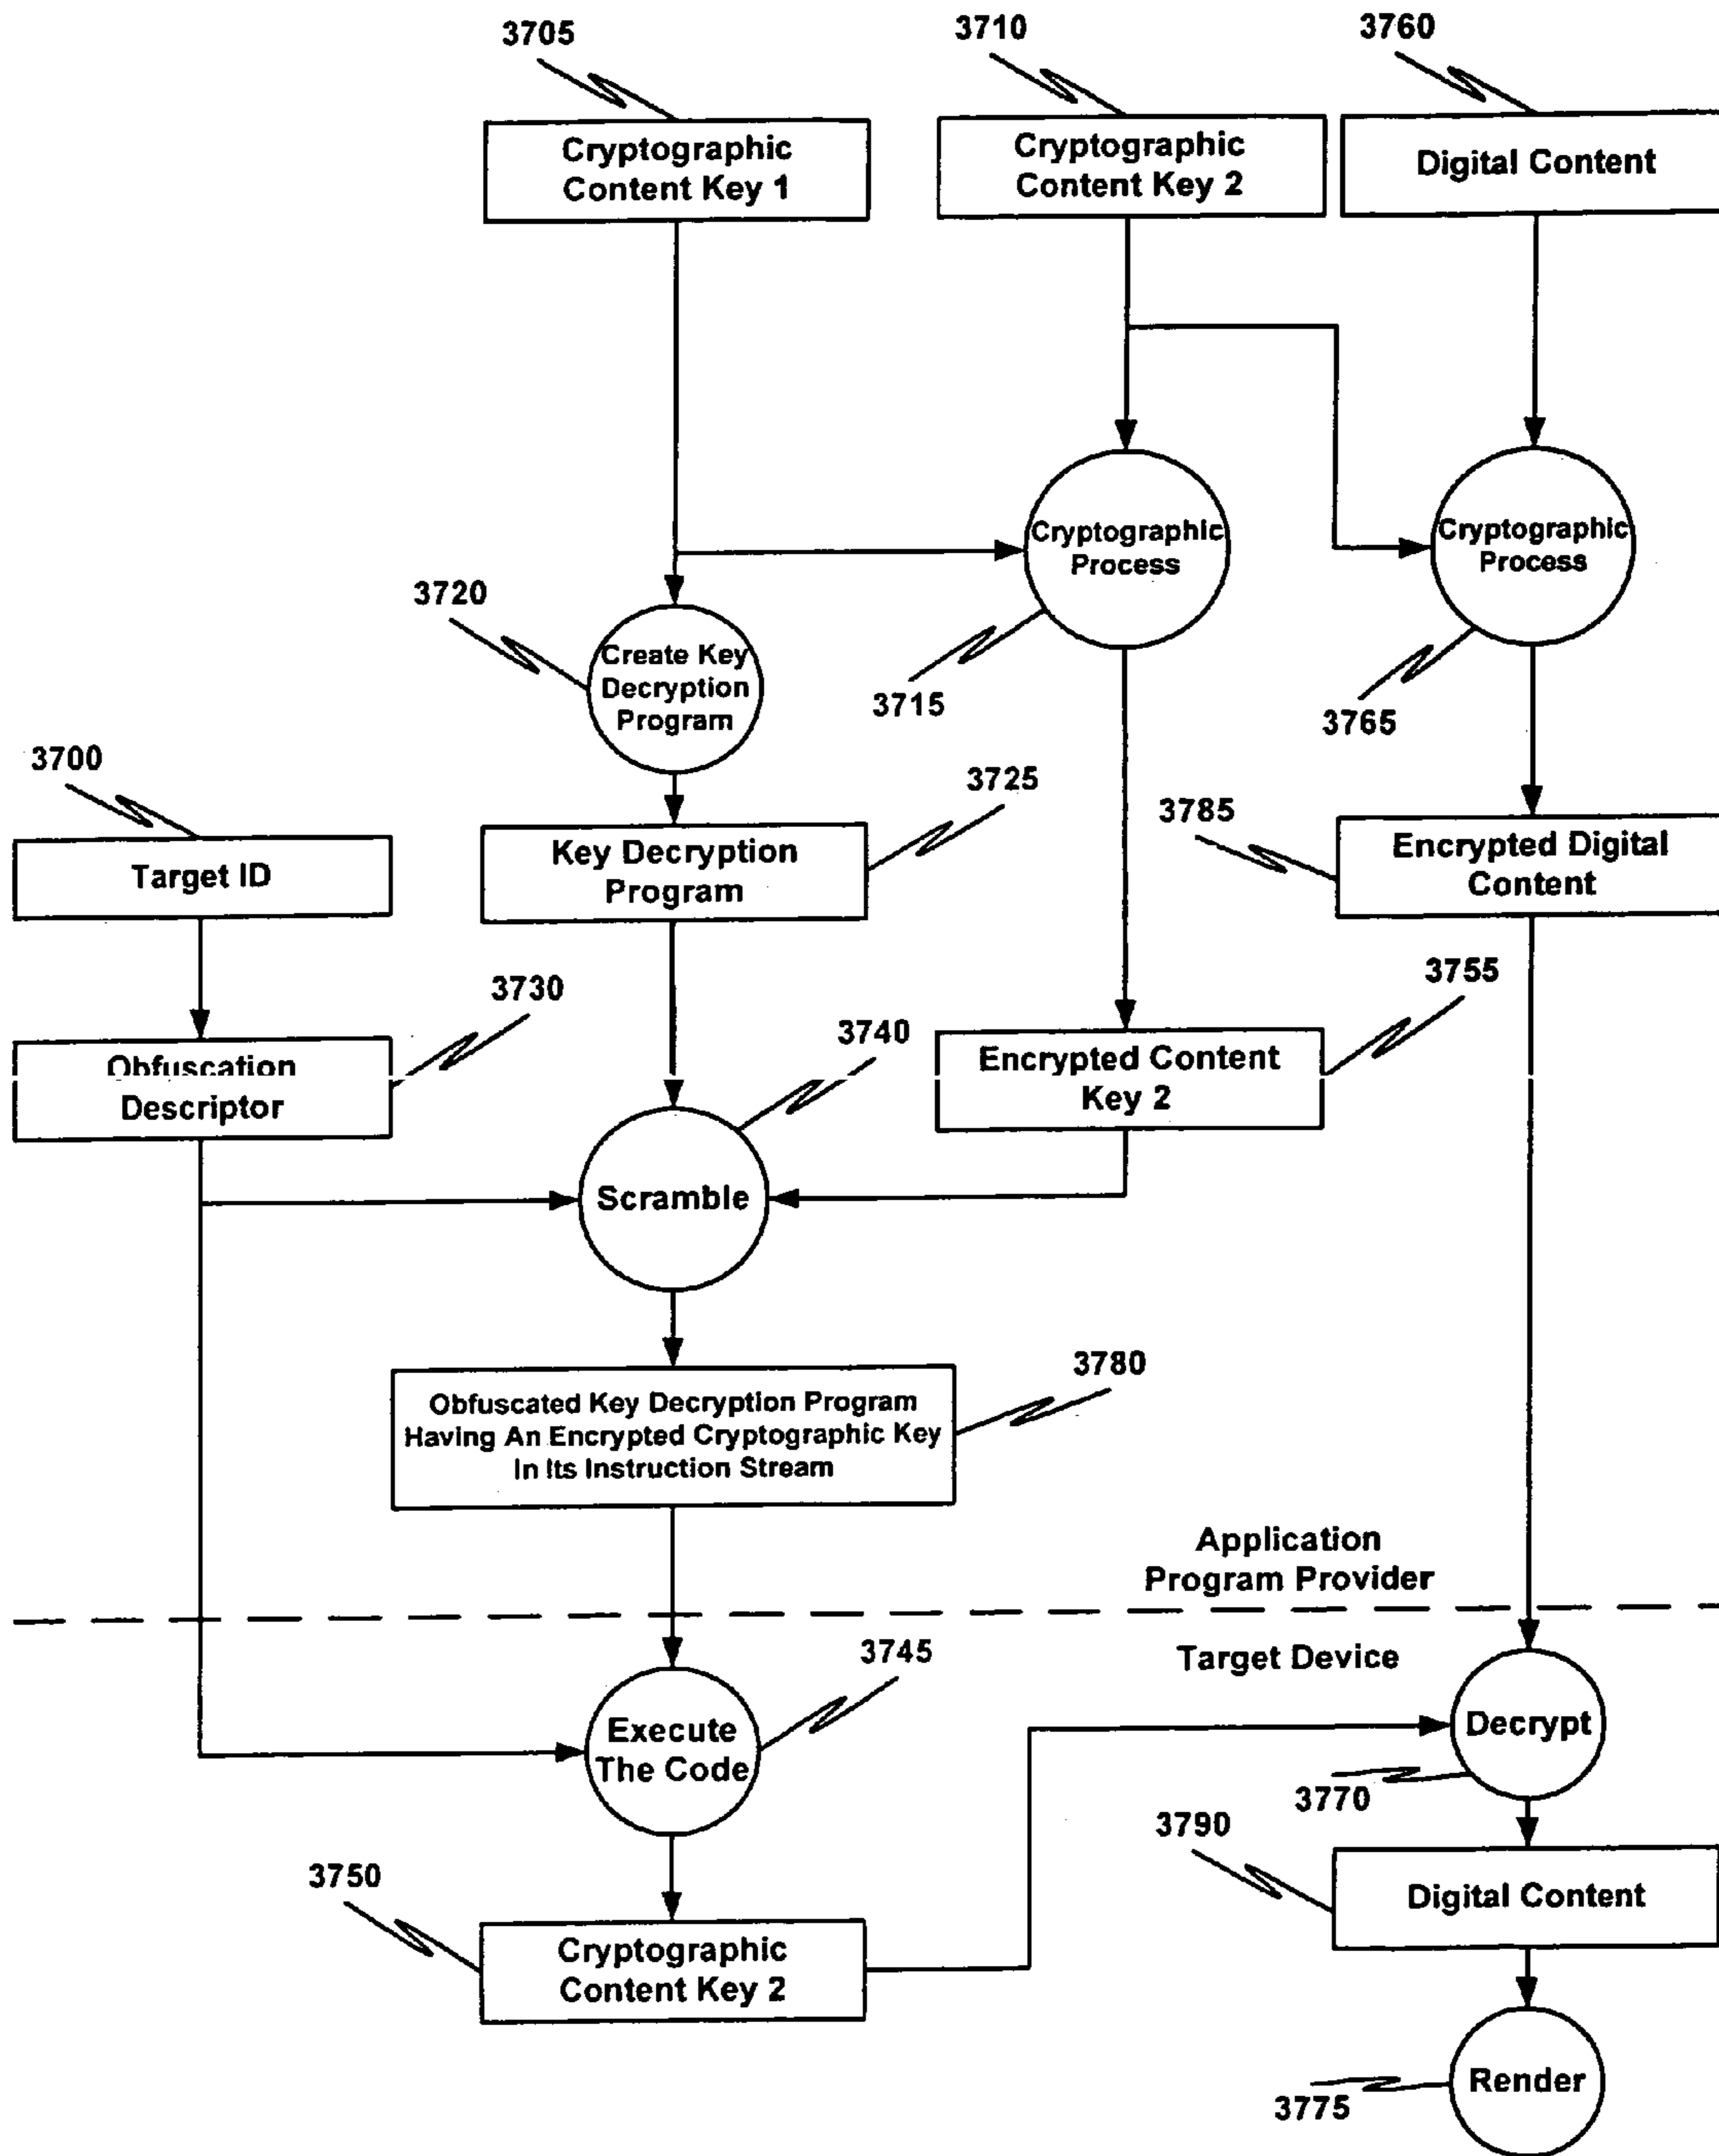 3705
3710
3760
Cryptographic
Content Key 1
Cryptographic
Content Key 2
Digital Content
Cryptographic
Process
Cryptographic
Process
3720
Create Key
Decryption
Program
3715
3765
3700
3725
3785
Target ID
Key Decryption
Program
Encrypted Digital
Content
3730
3740
3755
Obfuscation
Descriptor
Encrypted Content
Key 2
Scramble
3780
Obfuscated Key Decryption Program
Having An Encrypted Cryptographic Key
In Its Instruction Stream
Application
Program Provider
3745
Target Device
Execute
The Code
Decrypt
3770
3790
3750
Digital Content
Cryptographic
Content Key 2
Render
3775